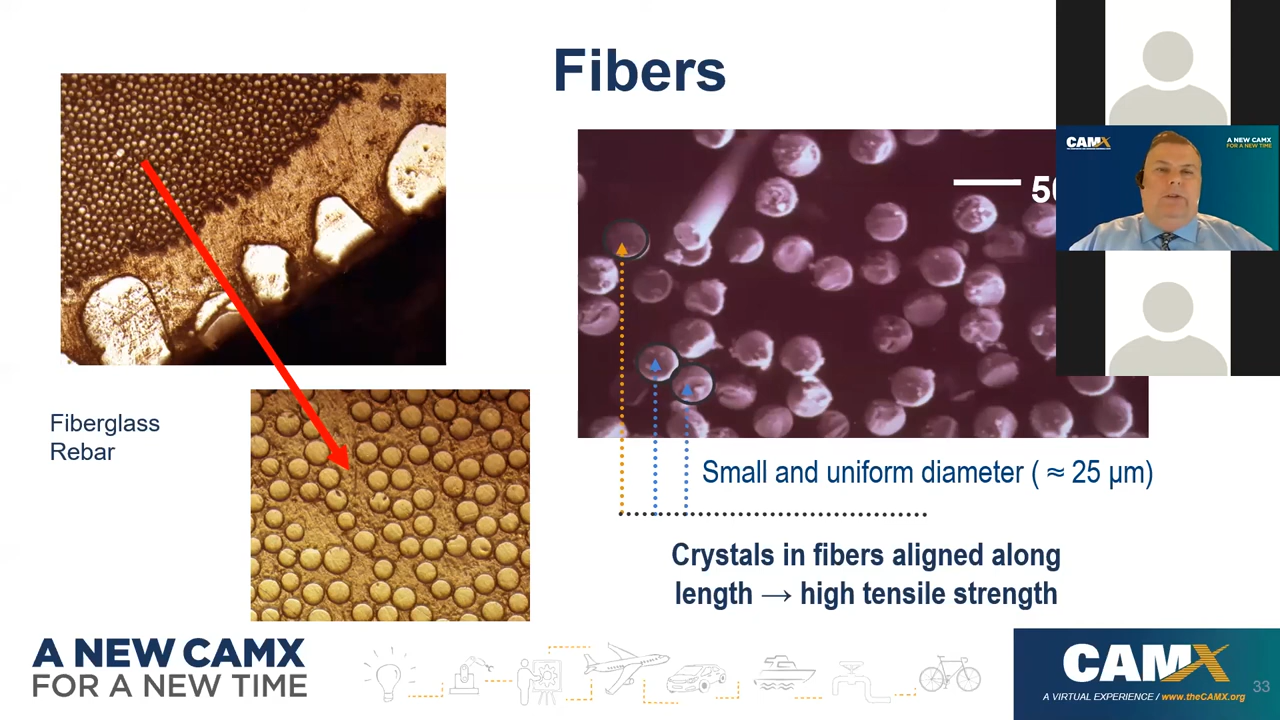 Fibers
50
CAMX
A NEW CAMX
FOR A NEW TIME
Fiberglass
Rebar
Small and uniform diameter ( ≈ 25 μm)
Crystals in fibers aligned along
length → high tensile strength
A NEW CAMX
FOR A NEW TIME
CAMX
A VIRTUAL EXPERIENCE / www.theCAMX.org
33